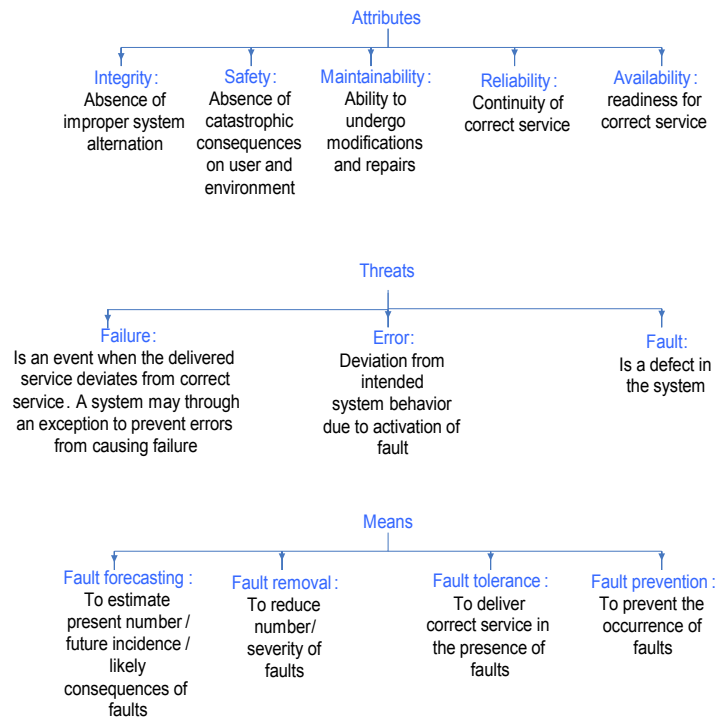 Attributes
Integrity:
Absence of
improper system
alternation
Safety:
Absence of
catastrophic
consequences
on user and
environment
Maintainability:
Ability to
undergo
modifications
and repairs
Reliability:
Continuity of
correct service
Availability:
readiness for
correct service
Threats
Failure:
Is an event when the delivered
service deviates from correct
service. A system may through
an exception to prevent errors
from causing failure
Error:
Deviation from
intended
system behavior
due to activation of
fault
Fault:
Is a defect in
the system
Means
Fault forecasting :
To estimate
present number /
future incidence /
likely
consequences of
faults
Fault removal :
To reduce
number/
severity of
faults
Fault tolerance :
To deliver
correct service in
the presence of
faults
Fault prevention :
To prevent the
occurrence of
faults